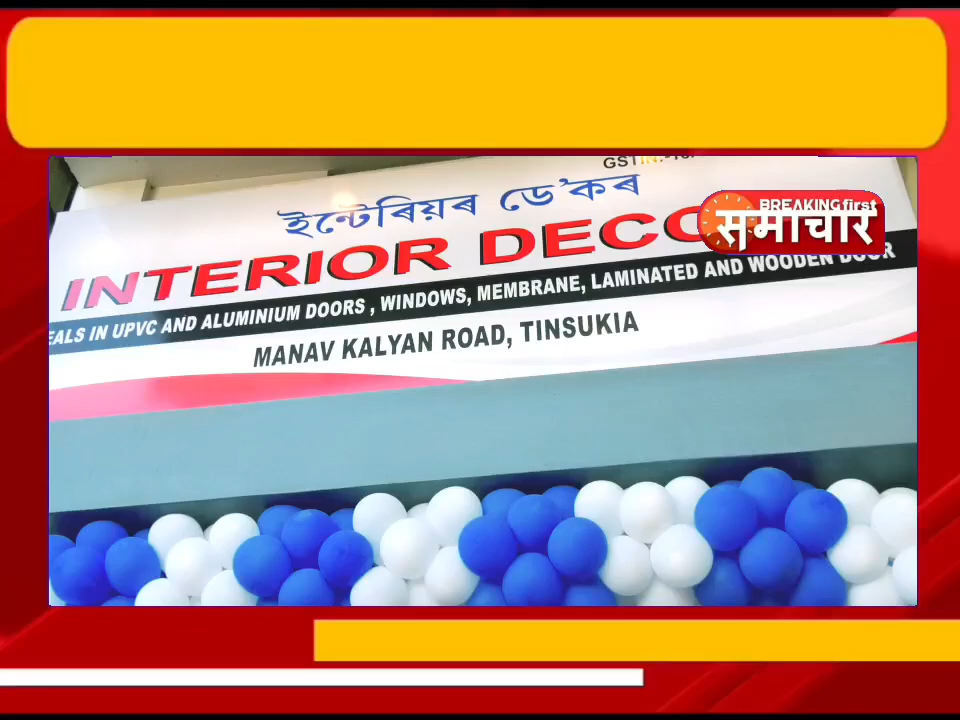 GSTIN.-18
ইন্টেৰিয়ৰ ডে'কৰ
BREAKING first
समाचार
INTERIOR DECO
EALS IN UPVC AND ALUMINIUM DOORS , WINDOWS, MEMBRANE, LAMINATED AND WOODEN DOOR
MANAV KALYAN ROAD, TINSUKIA